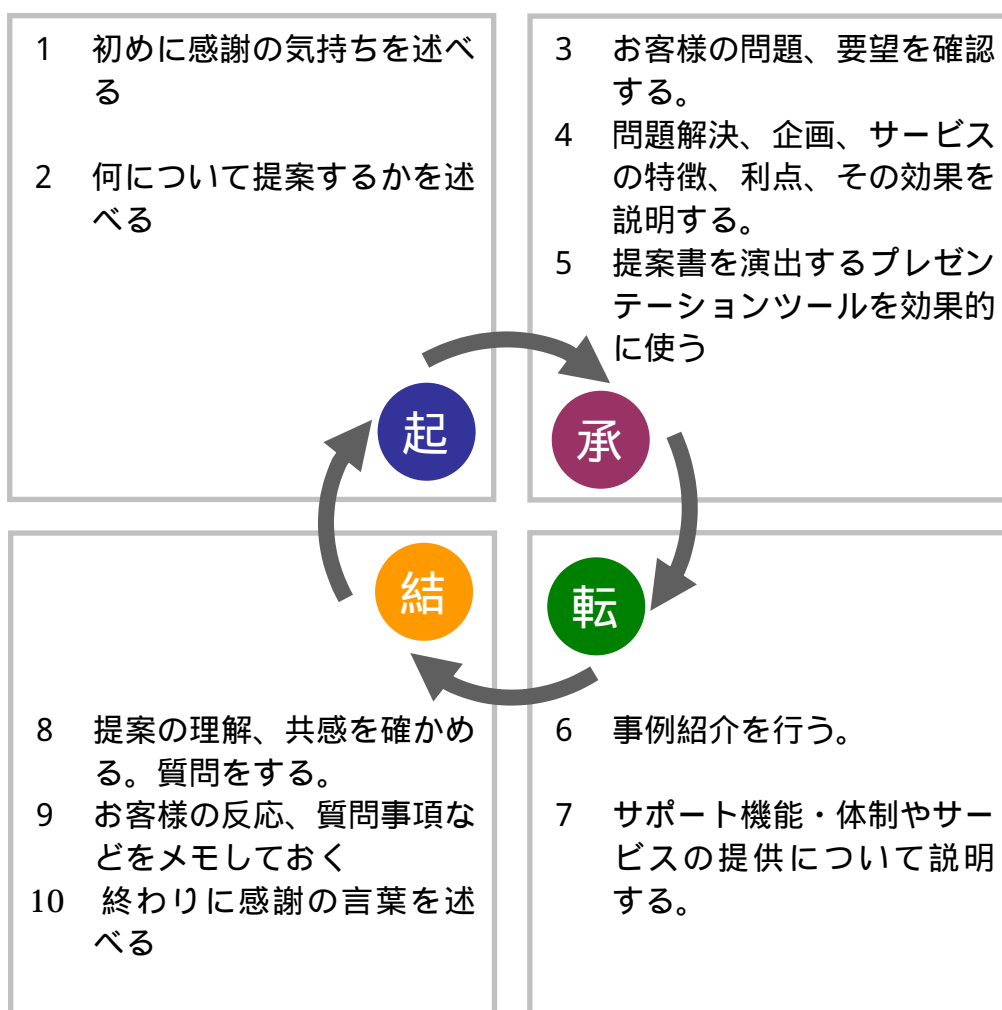 1 初めに感謝の気持ちを述べ
る
2 何について提案するかを述
べる
起
3 お客様の問題、要望を確認
する。
4 問題解決、企画、サービス
の特徴、利点、その効果を
説明する。
5 提案書を演出するプレゼン
テーションツールを効果的
に使う
承
転
6 事例紹介を行う。
7 サポート機能・体制やサー
ビスの提供について説明
する。
結
8 提案の理解、共感を確かめ
る。質問をする。
9 お客様の反応、質問事項な
どをメモしておく
10 終わりに感謝の言葉を述
べる